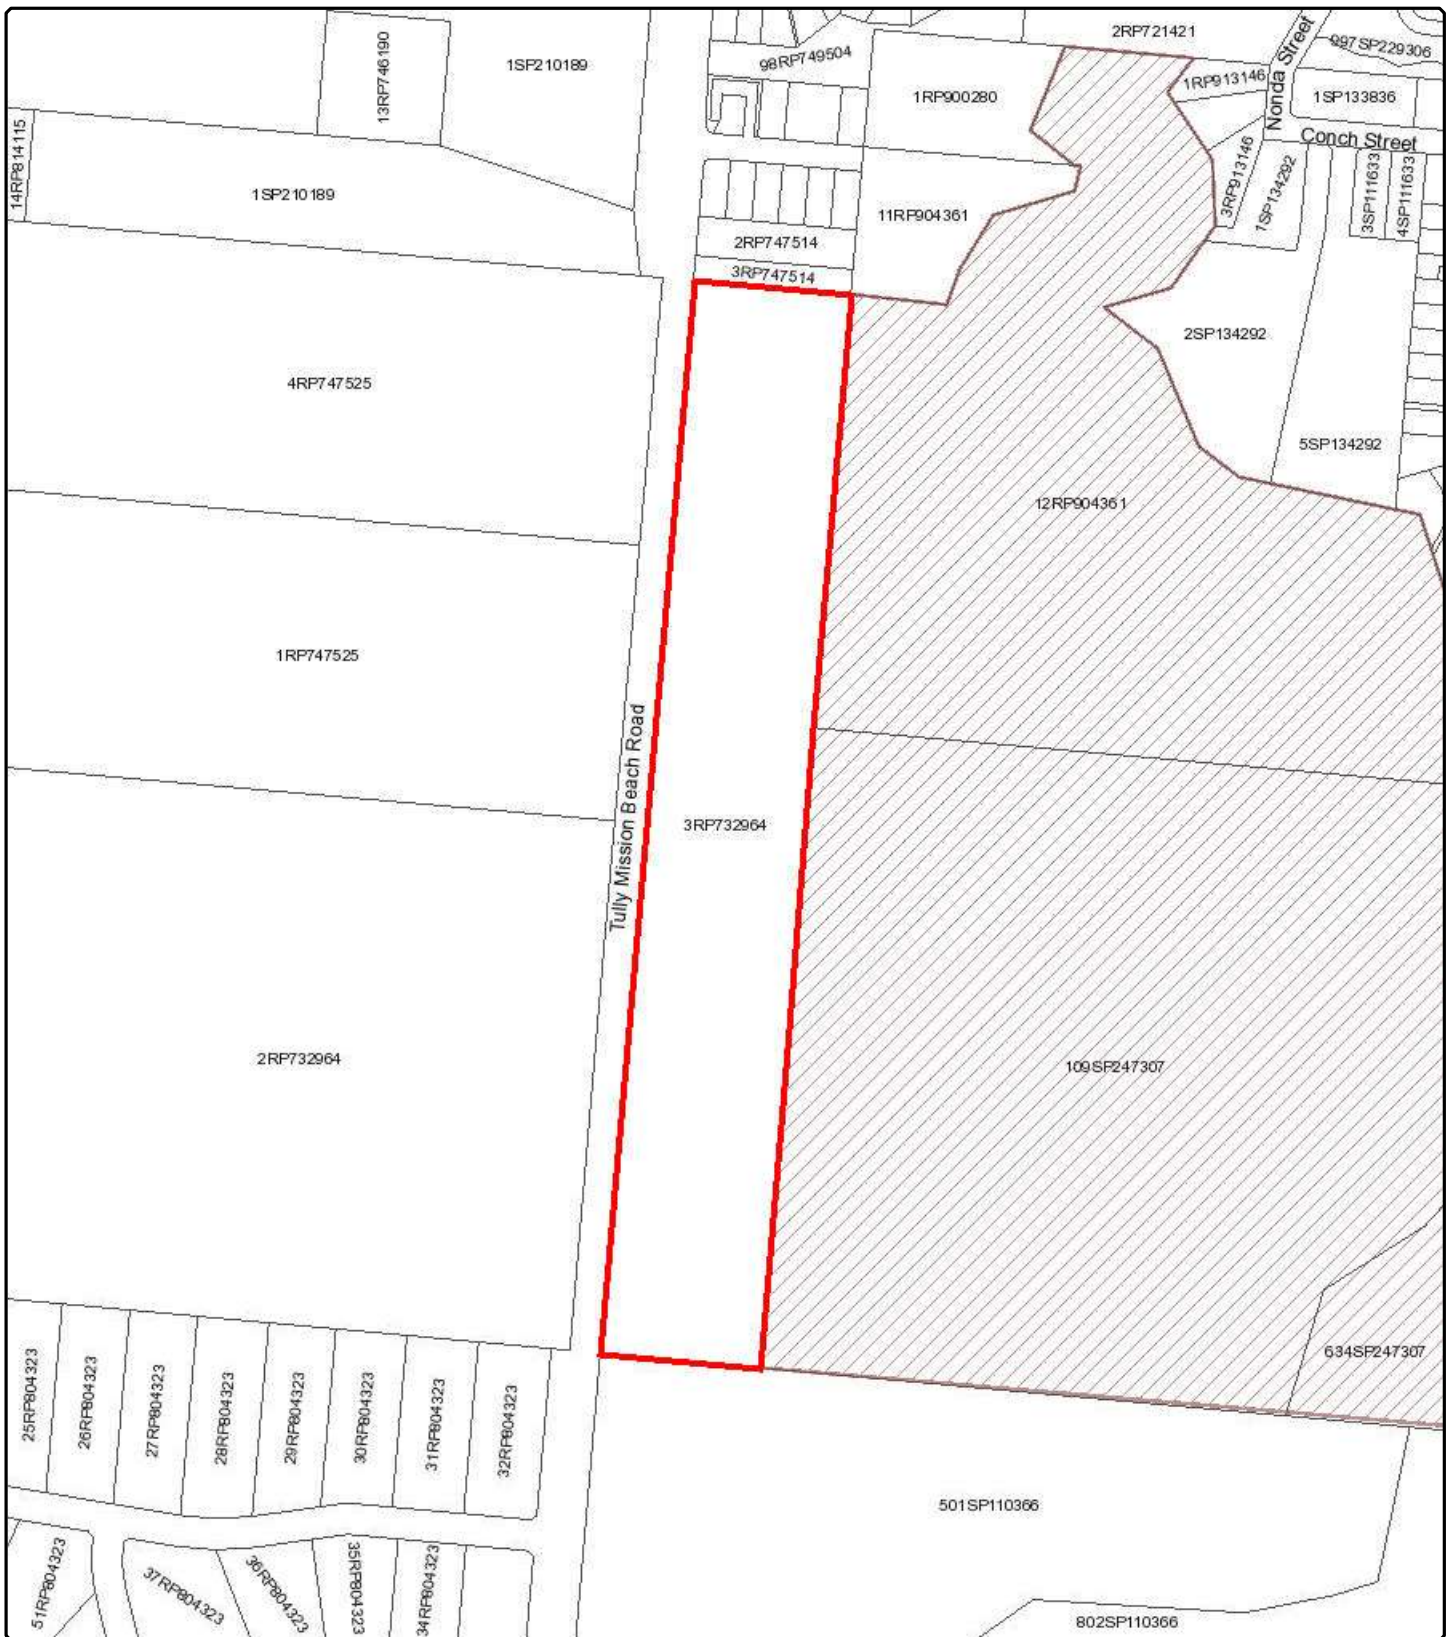 2RP721421
997SP229306
13RP746190
1SP210189
98RP749504
Nonda Street
1RP900280
1RP913146
1SP133836
Conch Street
14RP814115
1SP210189
3RP913146
1SP134292
3SP111633
4SP111633
11RP904361
2RP747514
3RP747514
2SP134292
4RP747525
5SP134292
12RP904361
1RP747525
Tully Mission Beach Road
3RP732964
2RP732964
109SP247307
634SP247307
25RP804323
26RP804323
27RP804323
28RP804323
29RP804323
30RP804323
31RP804323
32RP804323
501SP110366
51RP804323
37RP804323
36RP804323
35RP804323
34RP804323
802SP110366